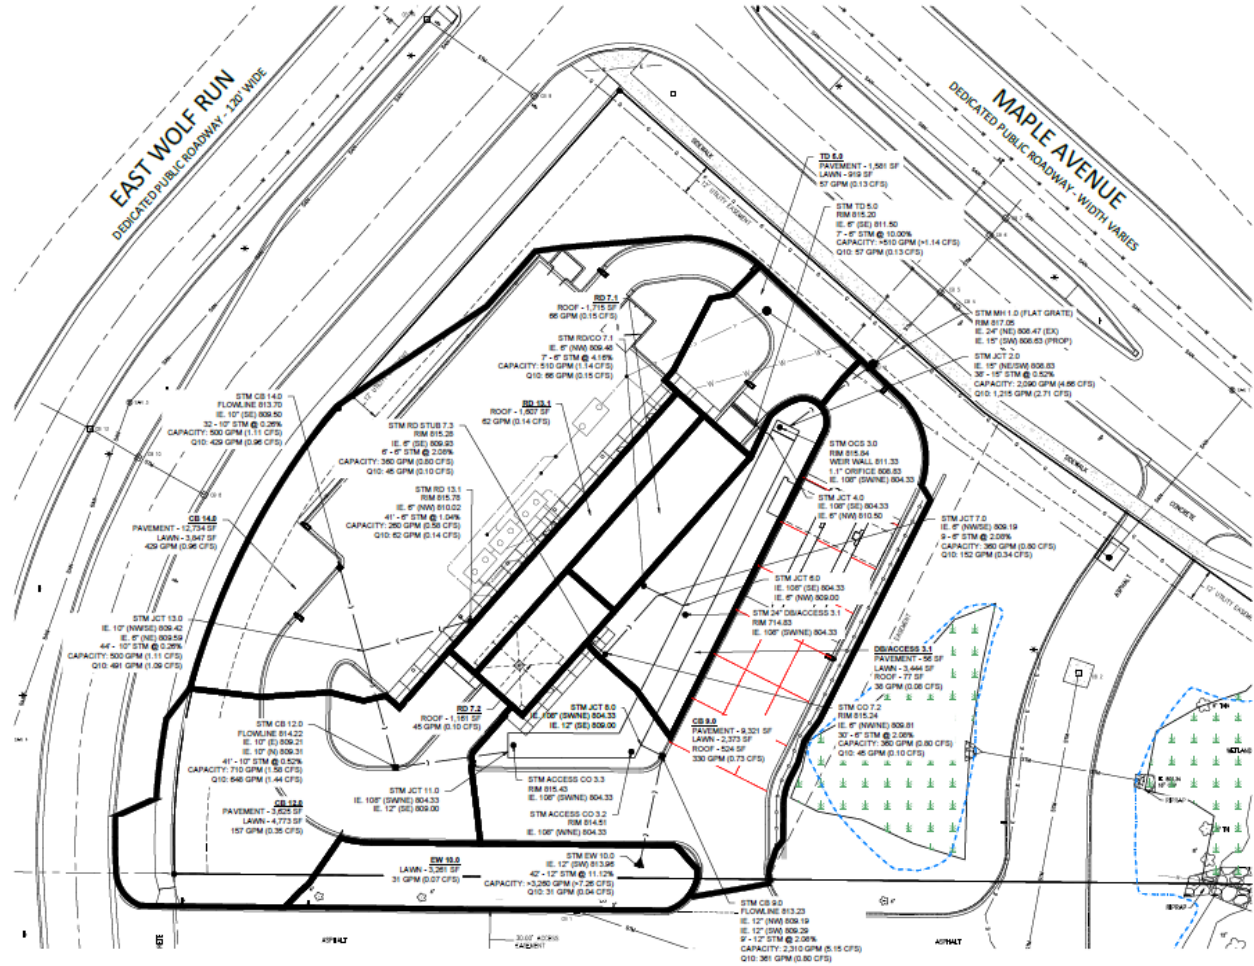 EAST WOLF RUN
DEDICATED PUBLIC ROADWAY - 120' WIDE
MAPLE AVENUE
DEDICATED PUBLIC ROADWAY - WIDTH VARIES
SIDEWALK
12' UTILITY EASEMENT
TD 5.0
PAVEMENT - 1,581 SF
LAWN - 919 SF
57 GPM (0.13 CFS)
STM TD 5.0
RIM 815.20
IE. 6" (SE) 811.50
7' - 6" STM @ 10.00%
CAPACITY: >510 GPM (>1.14 CFS)
Q10: 57 GPM (0.13 CFS)
RD 7.1
ROOF - 1,715 SF
66 GPM (0.15 CFS)
STM RD/CO 7.1
IE. 6" (NW) 809.48
7' - 6" STM @ 4.16%
CAPACITY: 510 GPM (1.14 CFS)
Q10: 66 GPM (0.15 CFS)
STM MH 1.0 (FLAT GRATE)
RIM 817.05
IE. 24" (NE) 808.47 (EX)
IE. 15" (SW) 808.63 (PROP)
STM JCT 2.0
IE. 15" (NE/SW) 808.83
38' - 15" STM @ 0.52%
CAPACITY: 2,090 GPM (4.66 CFS)
Q10: 1,215 GPM (2.71 CFS)
STM CB 14.0
FLOWLINE 813.70
IE. 10" (SE) 809.50
32 - 10" STM @ 0.26%
CAPACITY: 500 GPM (1.11 CFS)
Q10: 429 GPM (0.96 CFS)
RD 13.1
ROOF - 1,607 SF
62 GPM (0.14 CFS)
STM RD STUB 7.3
RIM 815.28
IE. 6" (SE) 809.93
6' - 6" STM @ 2.08%
CAPACITY: 360 GPM (0.80 CFS)
Q10: 45 GPM (0.10 CFS)
STM OCS 3.0
RIM 815.84
WEIR WALL 811.33
1.1" ORIFICE 808.83
IE. 108" (SW/NE) 804.33
STM RD 13.1
RIM 815.78
IE. 6" (NW) 810.02
41' - 6" STM @ 1.04%
CAPACITY: 260 GPM (0.58 CFS)
Q10: 62 GPM (0.14 CFS)
STM JCT 4.0
IE. 108" (SE) 804.33
IE. 6" (NW) 810.50
SIDEWALK
CONCRETE
CB 14.0
PAVEMENT - 12,734 SF
LAWN - 3,847 SF
429 GPM (0.96 CFS)
STM JCT 7.0
IE. 6" (NW/SE) 809.19
9 - 6" STM @ 2.08%
CAPACITY: 360 GPM (0.80 CFS)
Q10: 152 GPM (0.34 CFS)
ASPHALT
STM JCT 6.0
IE. 108" (SE) 804.33
IE. 6" (NW) 809.00
STM 24" DB/ACCESS 3.1
RIM 714.83
IE. 108" (SW/NE) 804.33
EASEMENT
STM JCT 13.0
IE. 10" (NW/SE) 809.42
IE. 6" (NE) 809.59
44' - 10" STM @ 0.26%
CAPACITY: 500 GPM (1.11 CFS)
Q10: 491 GPM (1.09 CFS)
DB/ACCESS 3.1
PAVEMENT - 56 SF
LAWN - 3,444 SF
ROOF - 77 SF
36 GPM (0.08 CFS)
RD 7.2
ROOF - 1,161 SF
45 GPM (0.10 CFS)
STM JCT 8.0
IE. 108" (SW/NE) 804.33
IE. 12" (SE) 809.00
STM CO 7.2
RIM 815.24
IE. 6" (NW/NE) 809.81
30' - 6" STM @ 2.08%
CAPACITY: 360 GPM (0.80 CFS)
Q10: 45 GPM (0.10 CFS)
CB 9.0
PAVEMENT - 9,321 SF
LAWN - 2,373 SF
ROOF - 524 SF
330 GPM (0.73 CFS)
STM CB 12.0
FLOWLINE 814.22
IE. 10" (E) 809.21
IE. 10" (N) 809.31
41' - 10" STM @ 0.52%
CAPACITY: 710 GPM (1.58 CFS)
Q10: 648 GPM (1.44 CFS)
STM ACCESS CO 3.3
RIM 815.43
IE. 108" (SW/NE) 804.33
STM JCT 11.0
IE. 108" (SW/NE) 804.33
IE. 12" (SE) 809.00
STM ACCESS CO 3.2
RIM 814.51
IE. 108" (W/NE) 804.33
CB 12.0
PAVEMENT - 3,625 SF
LAWN - 4,773 SF
157 GPM (0.35 CFS)
EW 10.0
LAWN - 3,261 SF
31 GPM (0.07 CFS)
STM EW 10.0
IE. 12" (SW) 813.96
42' - 12" STM @ 11.12%
CAPACITY: >3,260 GPM (>7.26 CFS)
Q10: 31 GPM (0.04 CFS)
STM CB 9.0
FLOWLINE 813.23
IE. 12" (NW) 809.19
IE. 12" (SW) 809.29
9' - 12" STM @ 2.08%
CAPACITY: 2,310 GPM (5.15 CFS)
Q10: 361 GPM (0.80 CFS)
RIPRAP
RIPRAP
ASPHALT
30.00' ACCESS
EASEMENT
ASPHALT